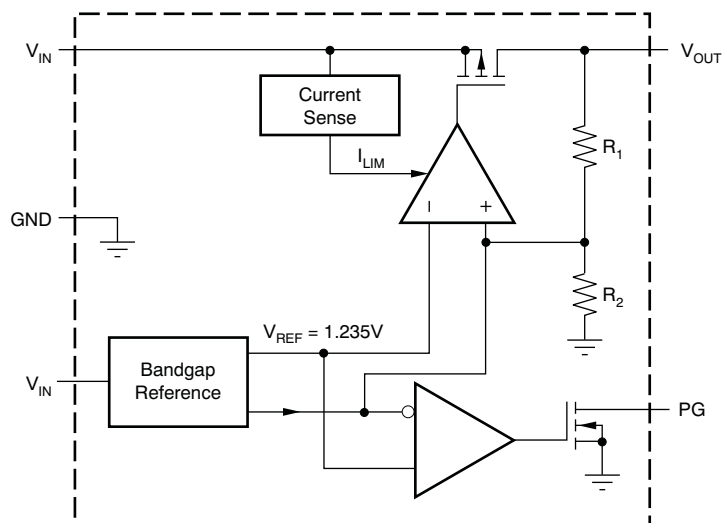 V_IN
V_OUT
Current
Sense
R_1
I_LIM
GND
– +
R_2
V_REF = 1.235V
V_IN
Bandgap
Reference
PG